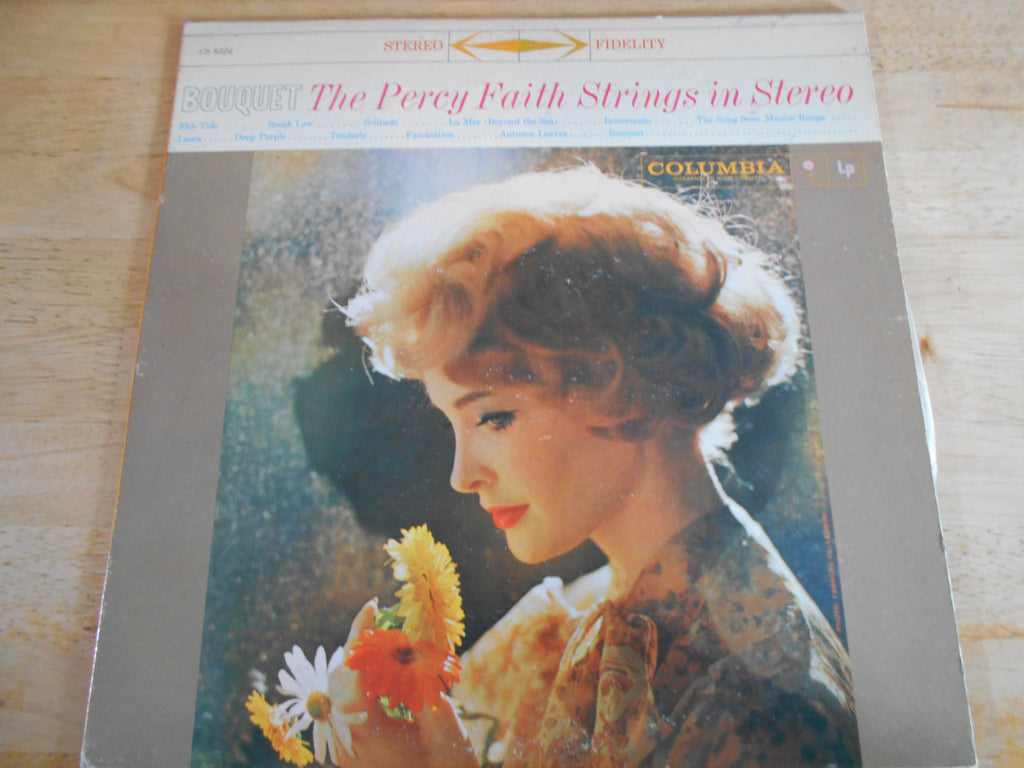 CS 8124
STEREO FIDELITY
BOUQUET The Percy Faith Strings in Stereo
Ebb Tide ........ Speak Low ........ Solitude ........ La Mer (Beyond the Sea) ........ Intermezzo ........ The Song from Moulin Rouge .....
Laura ...... Deep Purple ........ Tenderly ........ Fascination ........ Autumn Leaves ........ Bouquet
COLUMBIA Lp